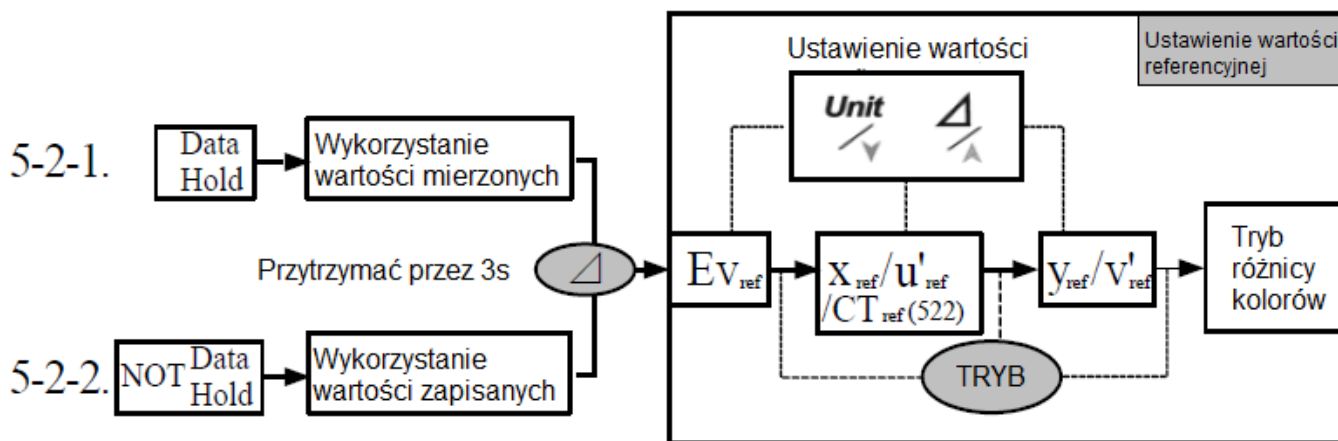 Ustawienie wartości
referencyjnej
Ustawienie wartości
Unit
Δ
5-2-1.
Data
Hold
Wykorzystanie
wartości mierzonych
Przytrzymać przez 3s
Δ
Ev ref
x ref/u'ref
/CT ref (522)
y ref/v'ref
Tryb
różnicy
kolorów
TRYB
5-2-2.
NOT Data
Hold
Wykorzystanie
wartości zapisanych